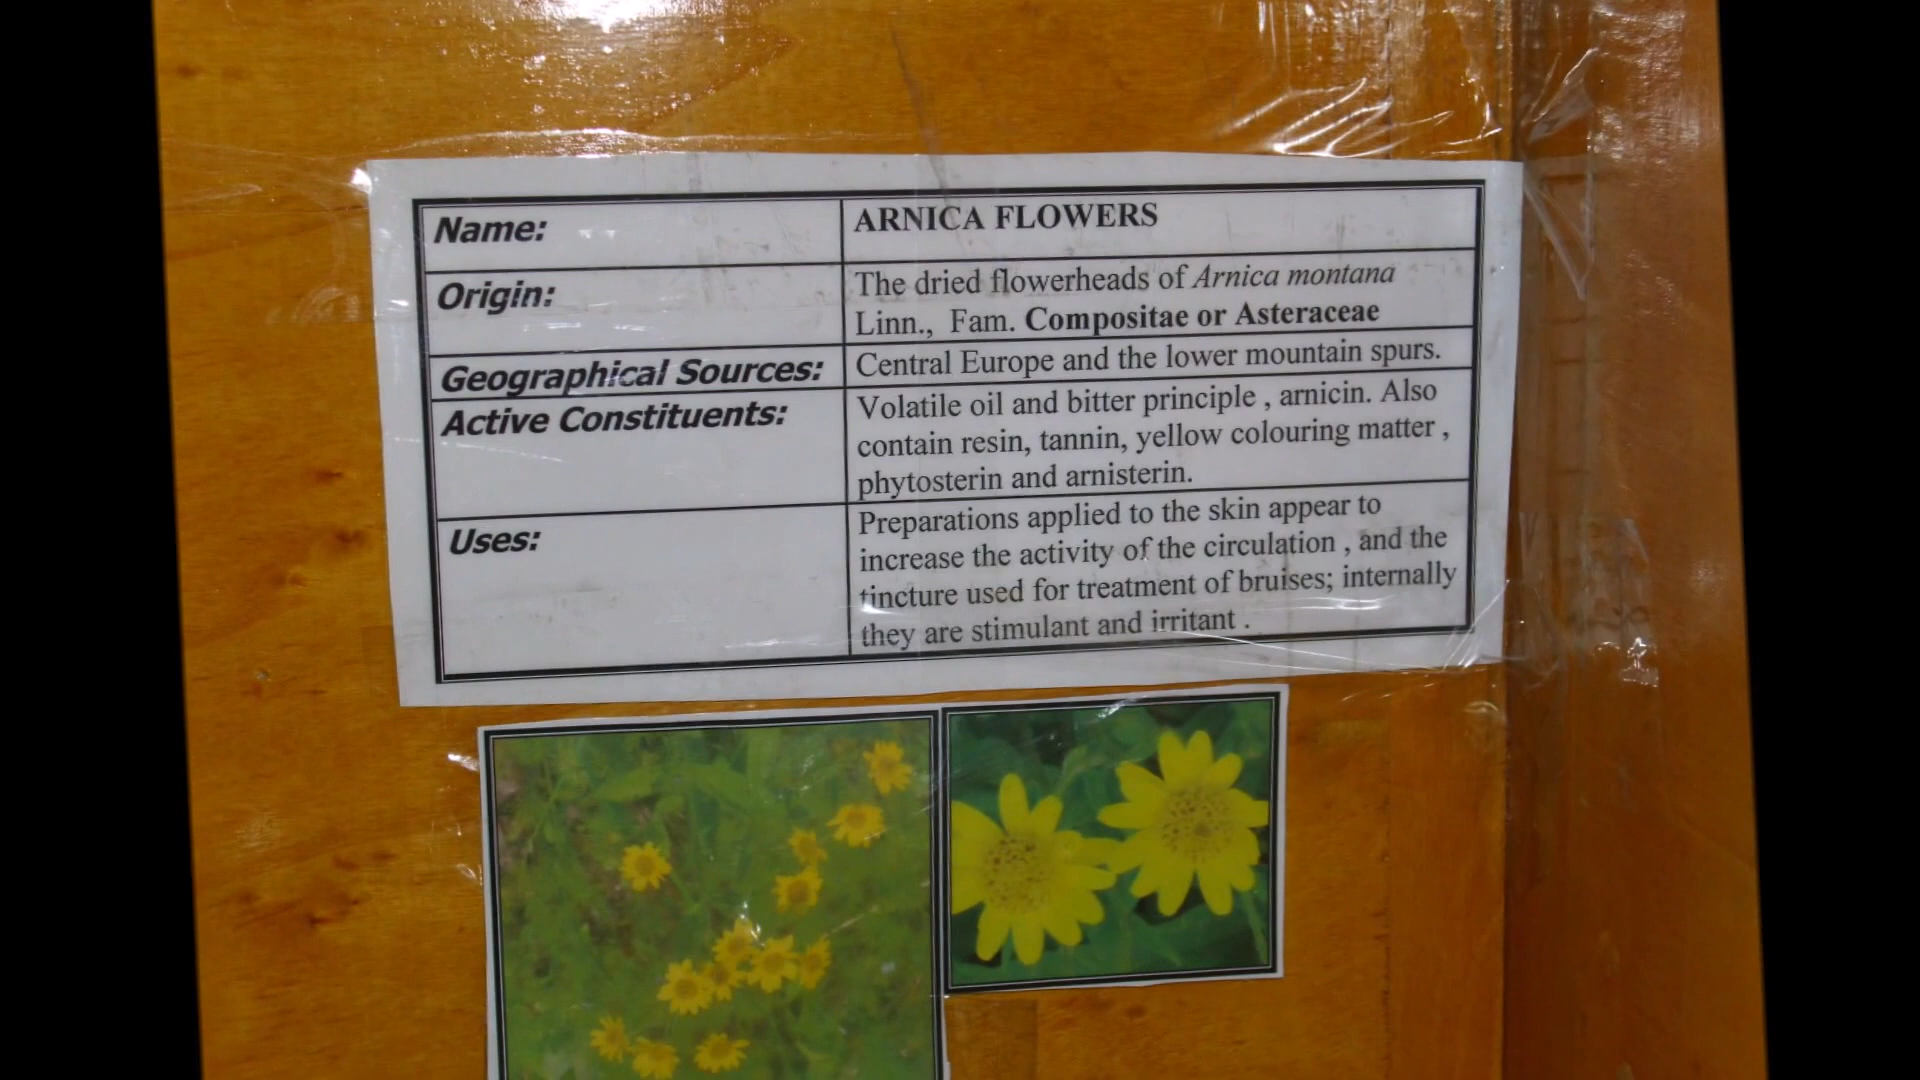 Name:
ARNICA FLOWERS
Origin:
The dried flowerheads of Arnica montana
Linn., Fam. Compositae or Asteraceae
Geographical Sources:
Central Europe and the lower mountain spurs.
Active Constituents:
Volatile oil and bitter principle , arnicin. Also
contain resin, tannin, yellow colouring matter ,
phytosterin and arnisterin.
Uses:
Preparations applied to the skin appear to
increase the activity of the circulation , and the
tincture used for treatment of bruises; internally
they are stimulant and irritant .